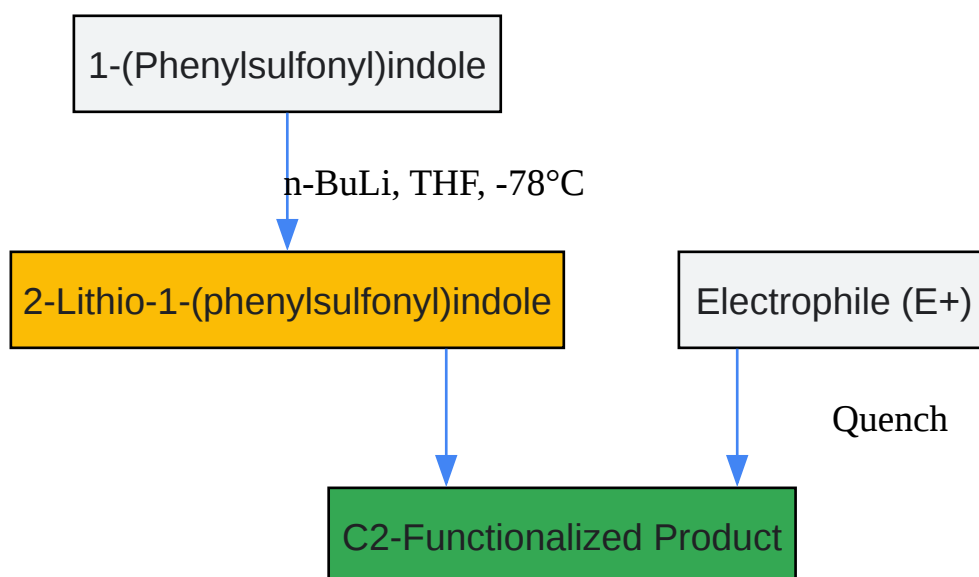 1-(Phenylsulfonyl)indole
n-BuLi, THF, -78°C
2-Lithio-1-(phenylsulfonyl)indole
Electrophile (E+)
Quench
C2-Functionalized Product